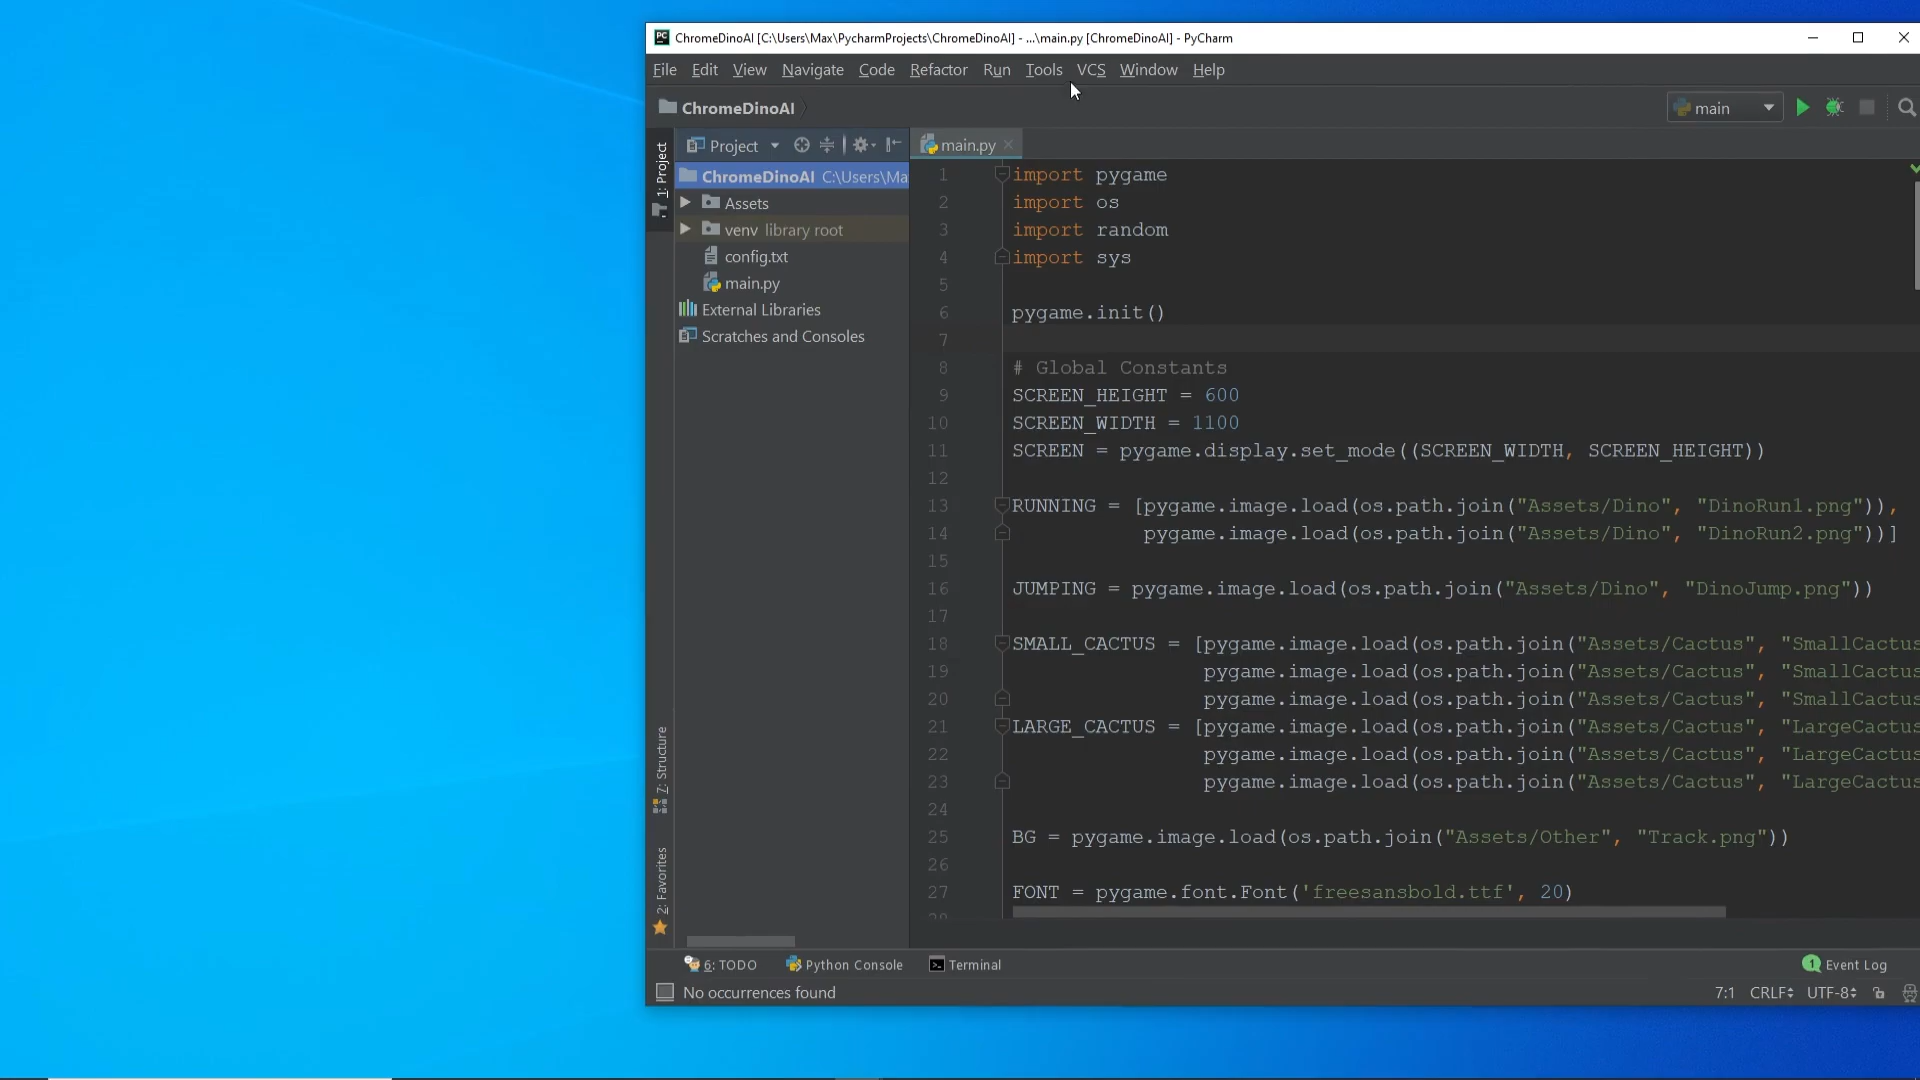 ChromeDinoAI [C:\Users\Max\PycharmProjects\ChromeDinoAI] - ...\main.py [ChromeDinoAI] - PyCharm
File Edit View Navigate Code Refactor Run Tools VCS Window Help
ChromeDinoAI
main
1: Project
Project
main.py
ChromeDinoAI C:\Users\Ma
Assets
venv library root
config.txt
main.py
External Libraries
Scratches and Consoles
7: Structure
2: Favorites
1 import pygame
2 import os
3 import random
4 import sys
5
6 pygame.init()
7
8 # Global Constants
9 SCREEN_HEIGHT = 600
10 SCREEN_WIDTH = 1100
11 SCREEN = pygame.display.set_mode((SCREEN_WIDTH, SCREEN_HEIGHT))
12
13 RUNNING = [pygame.image.load(os.path.join("Assets/Dino", "DinoRun1.png")),
14 pygame.image.load(os.path.join("Assets/Dino", "DinoRun2.png"))]
15
16 JUMPING = pygame.image.load(os.path.join("Assets/Dino", "DinoJump.png"))
17
18 SMALL_CACTUS = [pygame.image.load(os.path.join("Assets/Cactus", "SmallCactus
19 pygame.image.load(os.path.join("Assets/Cactus", "SmallCactus
20 pygame.image.load(os.path.join("Assets/Cactus", "SmallCactus
21 LARGE_CACTUS = [pygame.image.load(os.path.join("Assets/Cactus", "LargeCactus
22 pygame.image.load(os.path.join("Assets/Cactus", "LargeCactus
23 pygame.image.load(os.path.join("Assets/Cactus", "LargeCactus
24
25 BG = pygame.image.load(os.path.join("Assets/Other", "Track.png"))
26
27 FONT = pygame.font.Font('freesansbold.ttf', 20)
28
6: TODO Python Console Terminal
1 Event Log
No occurrences found
7:1 CRLF UTF-8